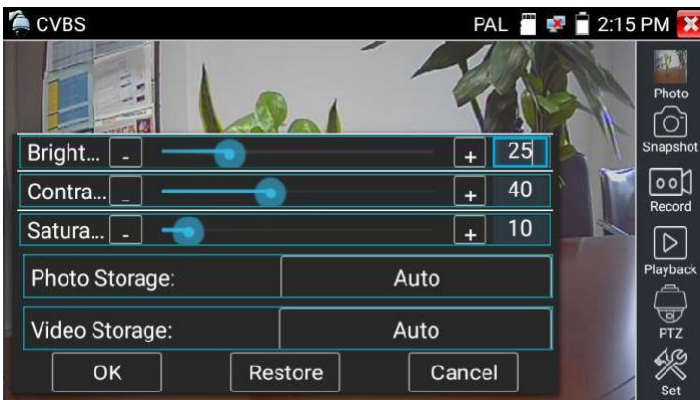 CVBS PAL 2:15 PM
Photo
Snapshot
Record
Playback
PTZ
Set
Bright... - + 25
Contra... - + 40
Satura... - + 10
Photo Storage: Auto
Video Storage: Auto
OK Restore Cancel